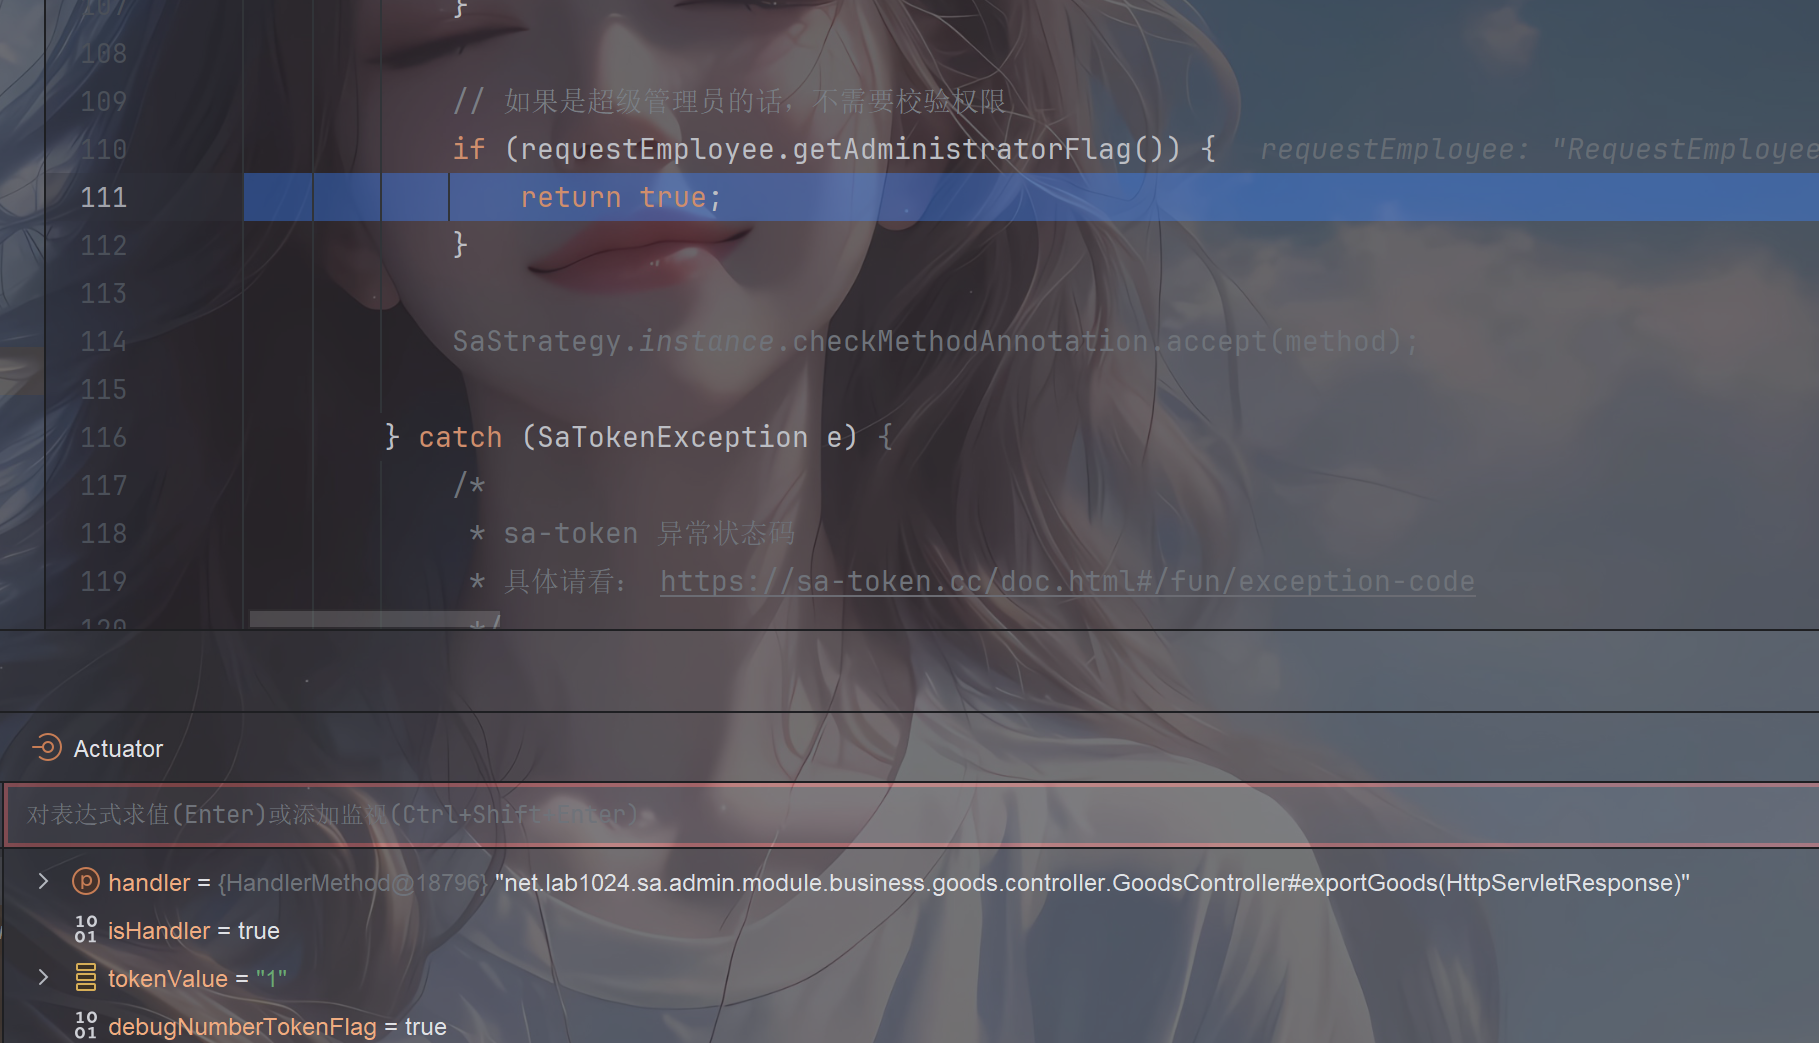 107 }
108
109 // 如果是超级管理员的话，不需要校验权限
110 if (requestEmployee.getAdministratorFlag()) { requestEmployee: "RequestEmployee
111 return true;
112 }
113
114 SaStrategy.instance.checkMethodAnnotation.accept(method);
115
116 } catch (SaTokenException e) {
117 /*
118 * sa-token 异常状态码
119 * 具体请看： https://sa-token.cc/doc.html#/fun/exception-code
120 */
Actuator
对表达式求值(Enter)或添加监视(Ctrl+Shift+Enter)
handler = {HandlerMethod@18796} "net.lab1024.sa.admin.module.business.goods.controller.GoodsController#exportGoods(HttpServletResponse)"
isHandler = true
tokenValue = "1"
debugNumberTokenFlag = true